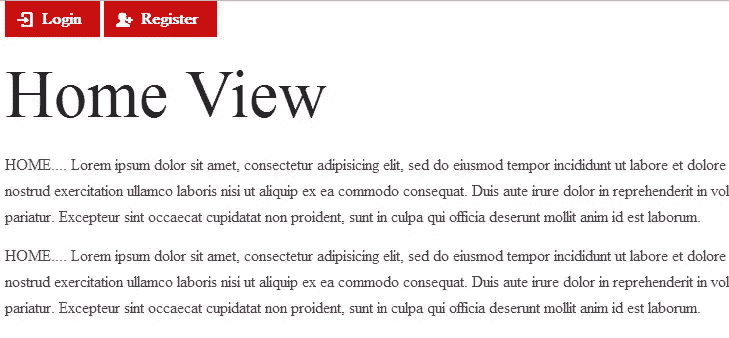 Login Register
Home View
HOME.... Lorem ipsum dolor sit amet, consectetur adipisicing elit, sed do eiusmod tempor incididunt ut labore et dolore
nostrud exercitation ullamco laboris nisi ut aliquip ex ea commodo consequat. Duis aute irure dolor in reprehenderit in vol
pariatur. Excepteur sint occaecat cupidatat non proident, sunt in culpa qui officia deserunt mollit anim id est laborum.
HOME.... Lorem ipsum dolor sit amet, consectetur adipisicing elit, sed do eiusmod tempor incididunt ut labore et dolore
nostrud exercitation ullamco laboris nisi ut aliquip ex ea commodo consequat. Duis aute irure dolor in reprehenderit in vol
pariatur. Excepteur sint occaecat cupidatat non proident, sunt in culpa qui officia deserunt mollit anim id est laborum.